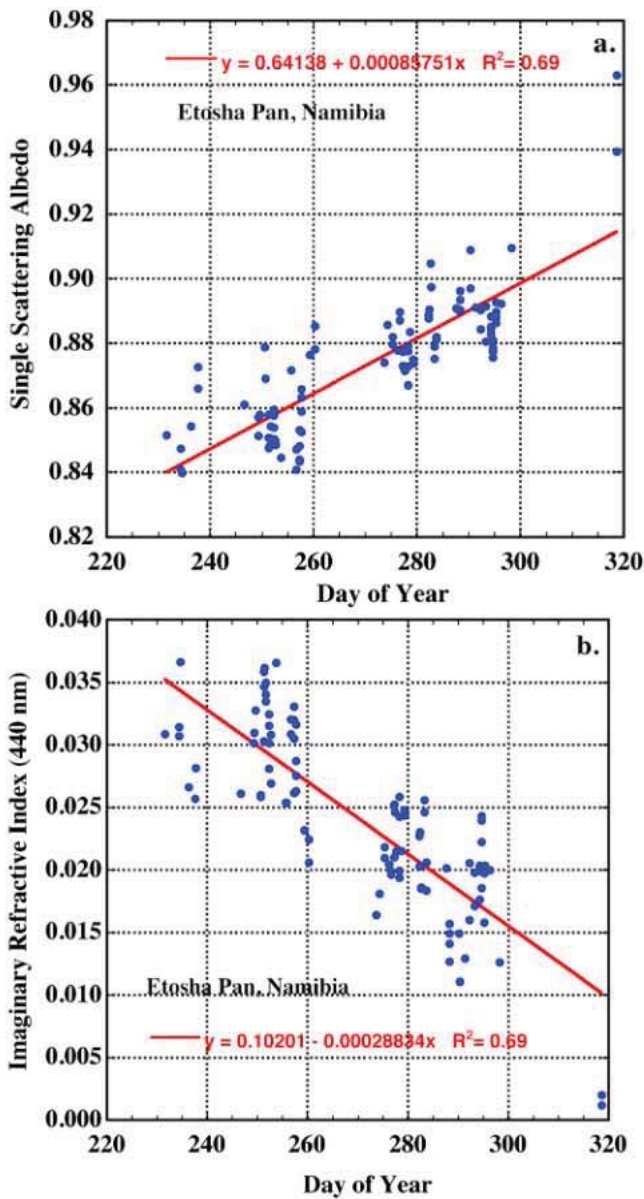 0.98
a.
y = 0.64138 + 0.00085751x R²= 0.69
0.96
Etosha Pan, Namibia
0.94
0.92
0.90
0.88
0.86
0.84
0.82
Single Scattering Albedo
220 240 260 280 300 320
Day of Year
0.040
b.
0.035
0.030
0.025
0.020
0.015
0.010
Etosha Pan, Namibia
y = 0.10201 - 0.00028834x R²= 0.69
0.005
0.000
Imaginary Refractive Index (440 nm)
220 240 260 280 300 320
Day of Year